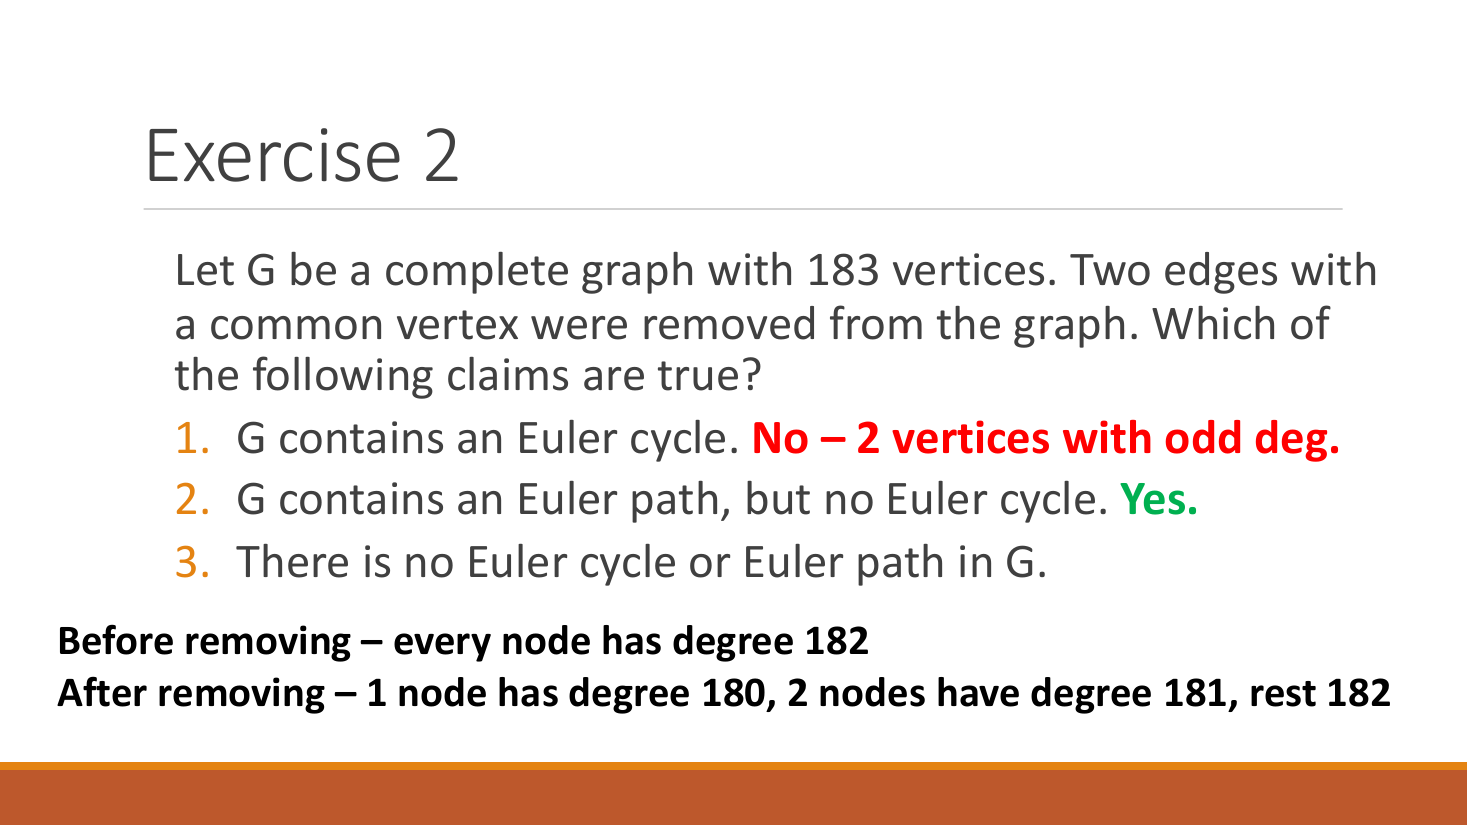 Exercise 2
Let G be a complete graph with 183 vertices. Two edges with
a common vertex were removed from the graph. Which of
the following claims are true?
1. G contains an Euler cycle. No – 2 vertices with odd deg.
2. G contains an Euler path, but no Euler cycle. Yes.
3. There is no Euler cycle or Euler path in G.
Before removing – every node has degree 182
After removing – 1 node has degree 180, 2 nodes have degree 181, rest 182